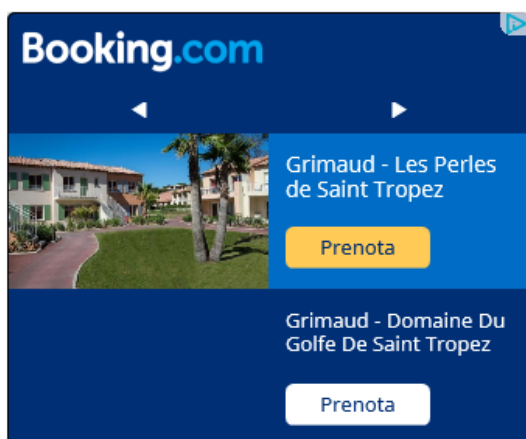 Booking.com
Grimaud - Les Perles
de Saint Tropez
Prenota
Grimaud - Domaine Du
Golfe De Saint Tropez
Prenota